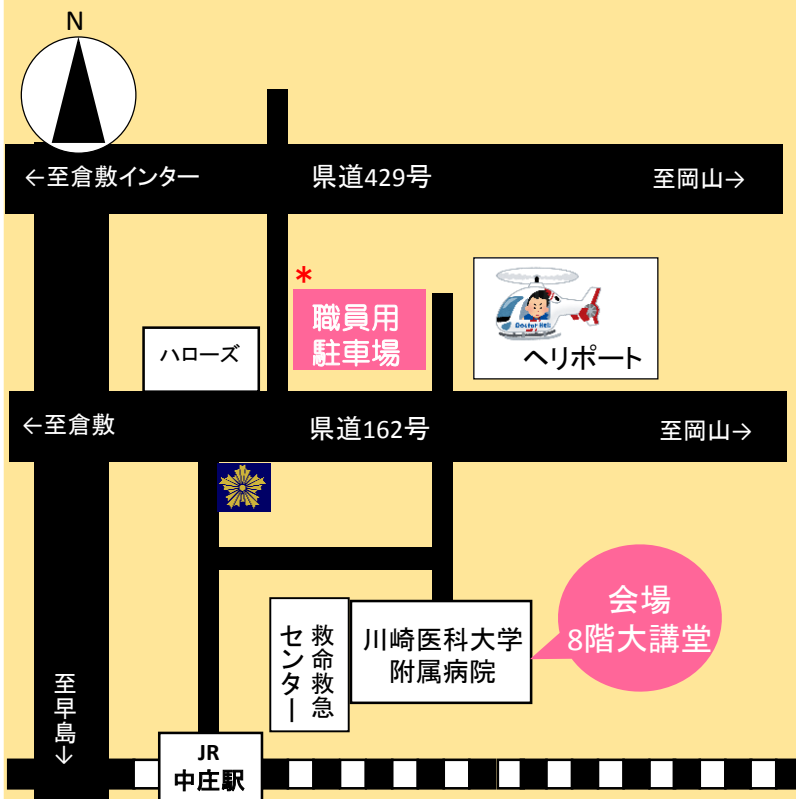 N
←至倉敷インター
県道429号
至岡山→
*
職員用
駐車場
Doctor Heli
ヘリポート
ハローズ
←至倉敷
県道162号
至岡山→
会場
8階大講堂
救命救急
センター
川崎医科大学
附属病院
至早島→
JR
中庄駅